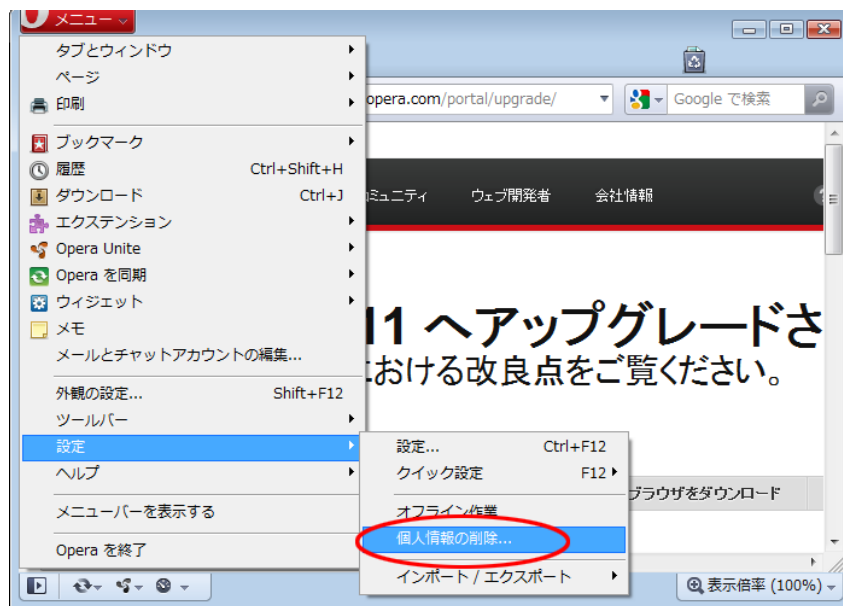 メニュー
タブとウィンドウ
ページ
印刷
opera.com/portal/upgrade/
Google で検索
ブックマーク
履歴 Ctrl+Shift+H
ダウンロード Ctrl+J
エクステンション
Opera Unite
Opera を同期
ウィジェット
メモ
メールとチャットアカウントの編集...
ミュニティ ウェブ開発者 会社情報
11 へアップグレードさ
おける改良点をご覧ください。
外観の設定... Shift+F12
ツールバー
設定
ヘルプ
メニューバーを表示する
Opera を終了
設定... Ctrl+F12
クイック設定 F12
オフライン作業
個人情報の削除...
インポート / エクスポート
ブラウザをダウンロード
表示倍率 (100%)